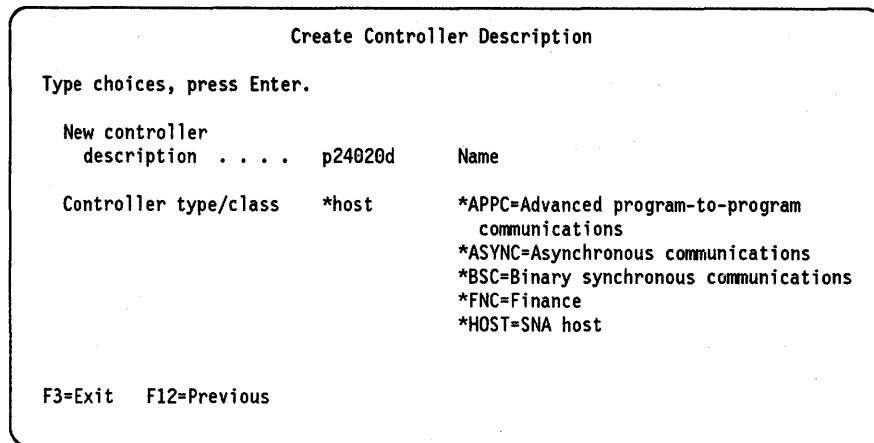 Create Controller Description
Type choices, press Enter.
New controller
description . . . . p24020d Name
Controller type/class *host *APPC=Advanced program-to-program
communications
*ASYNC=Asynchronous communications
*BSC=Binary synchronous communications
*FNC=Finance
*HOST=SNA host
F3=Exit F12=Previous